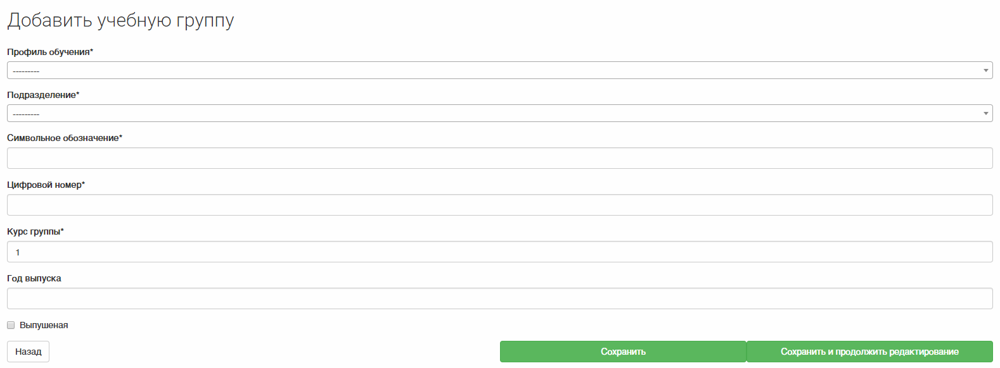 Добавить учебную группу
Профиль обучения*
---------
Подразделение*
---------
Символьное обозначение*
Цифровой номер*
Курс группы*
1
Год выпуска
Выпушеная
Назад Сохранить Сохранить и продолжить редактирование